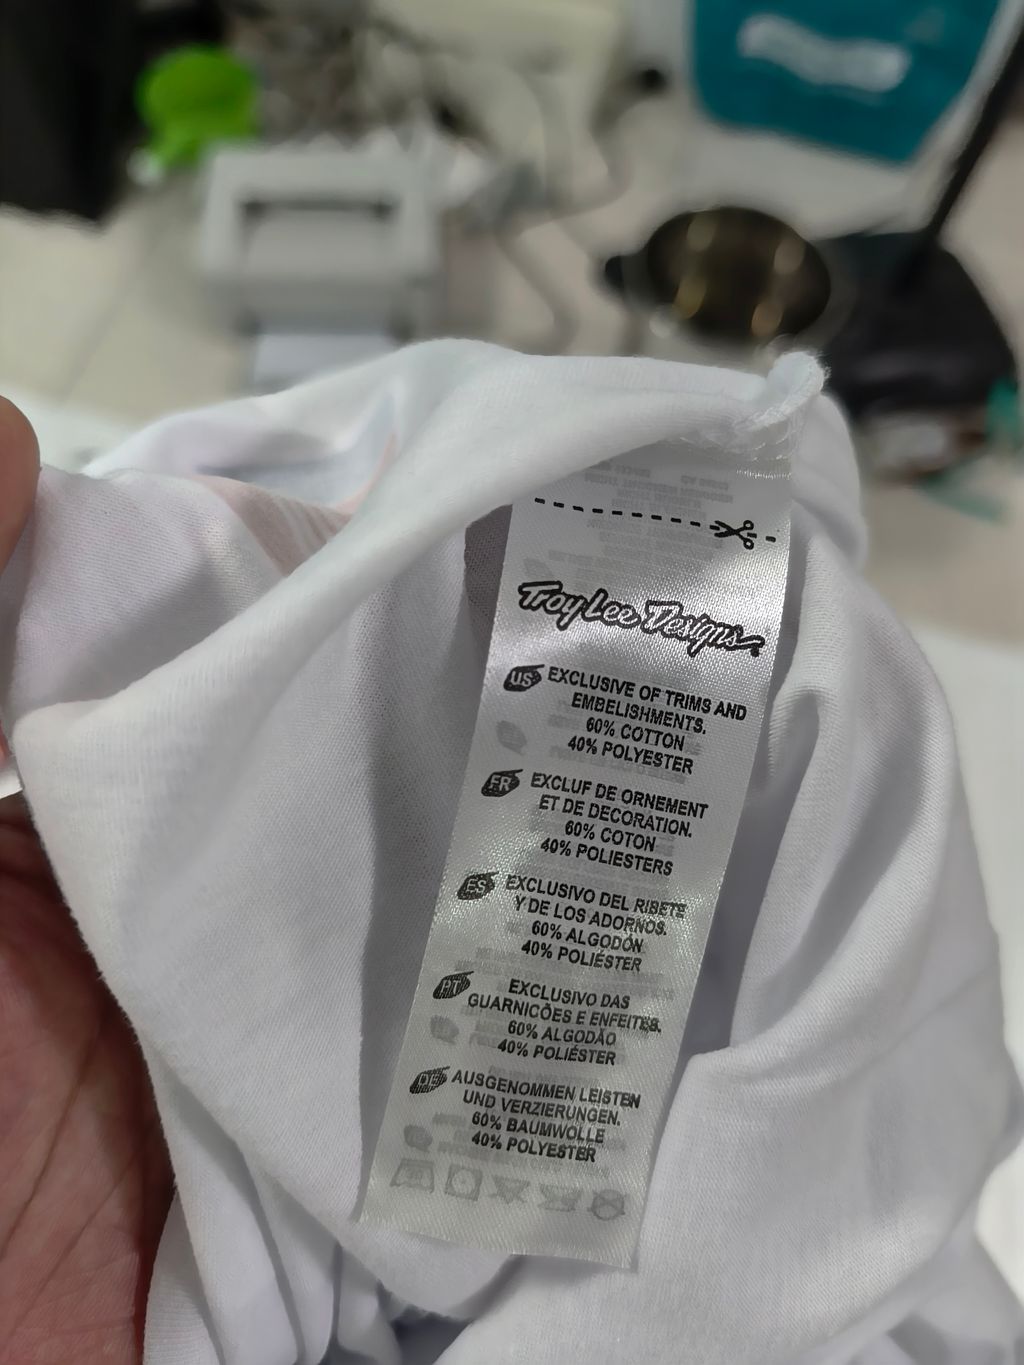 Troy Lee Designs
US EXCLUSIVE OF TRIMS AND
EMBELISHMENTS.
60% COTTON
40% POLYESTER
FR EXCLUF DE ORNEMENT
ET DE DECORATION.
60% COTON
40% POLIESTERS
ES EXCLUSIVO DEL RIBETE
Y DE LOS ADORNOS.
60% ALGODÓN
40% POLIÉSTER
PT EXCLUSIVO DAS
GUARNICÕES E ENFEITES.
60% ALGODÃO
40% POLIÉSTER
DE AUSGENOMMEN LEISTEN
UND VERZIERUNGEN.
60% BAUMWOLLE
40% POLYESTER